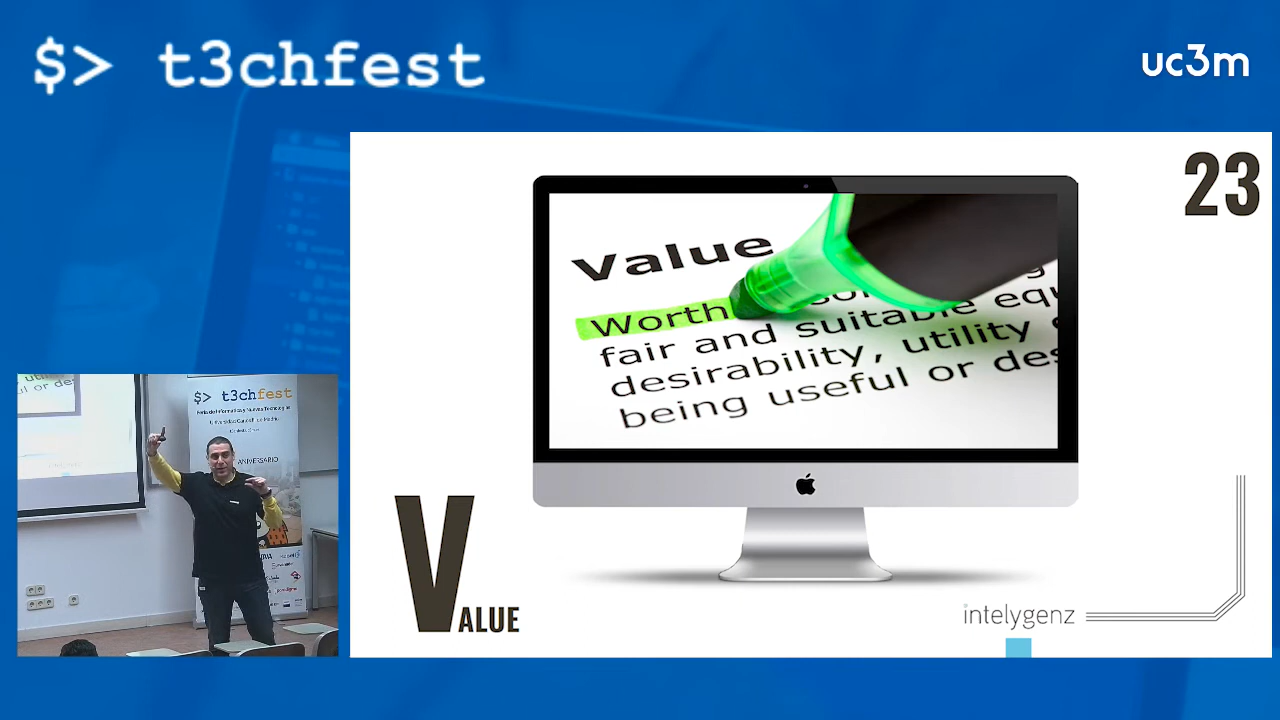 $> t3chfest
uc3m
23
Value
Worth
fair and suitable equ
desirability, utility
being useful or des
VALUE
intelygenz
$> t3chfest
ANIVERSARIO